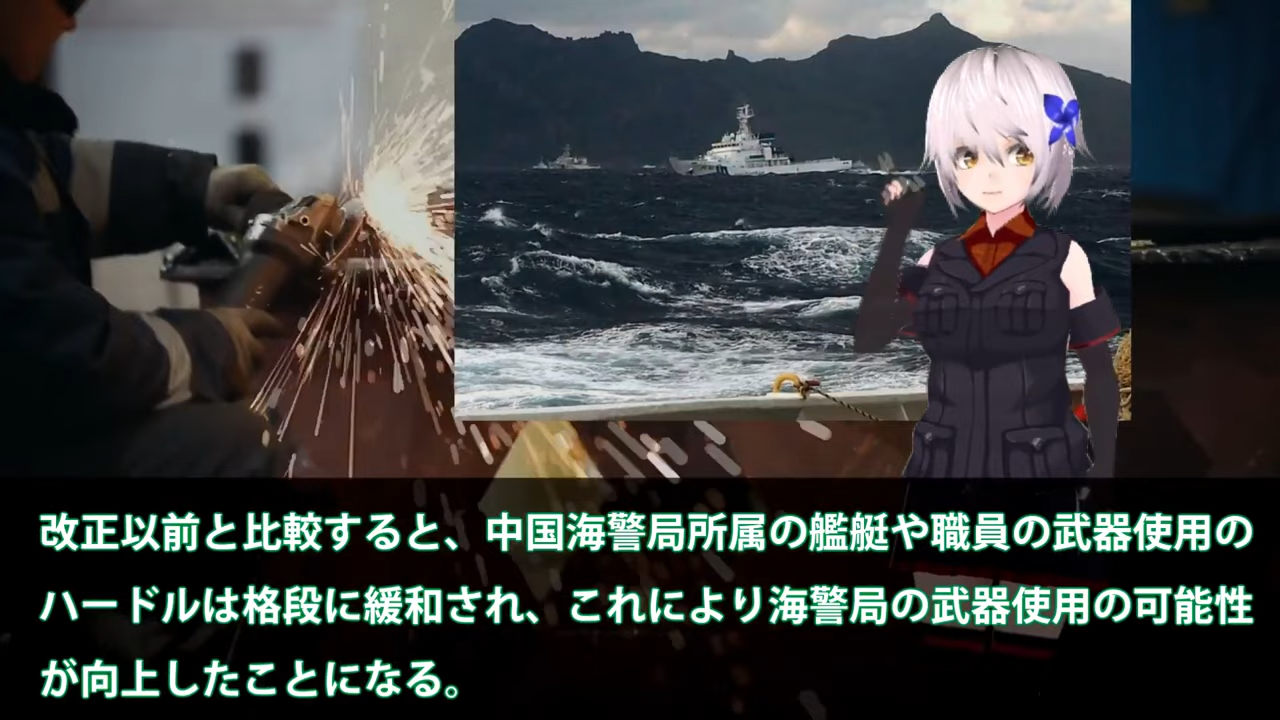 改正以前と比較すると、中国海警局所属の艦艇や職員の武器使用の
ハードルは格段に緩和され、これにより海警局の武器使用の可能性
が向上したことになる。